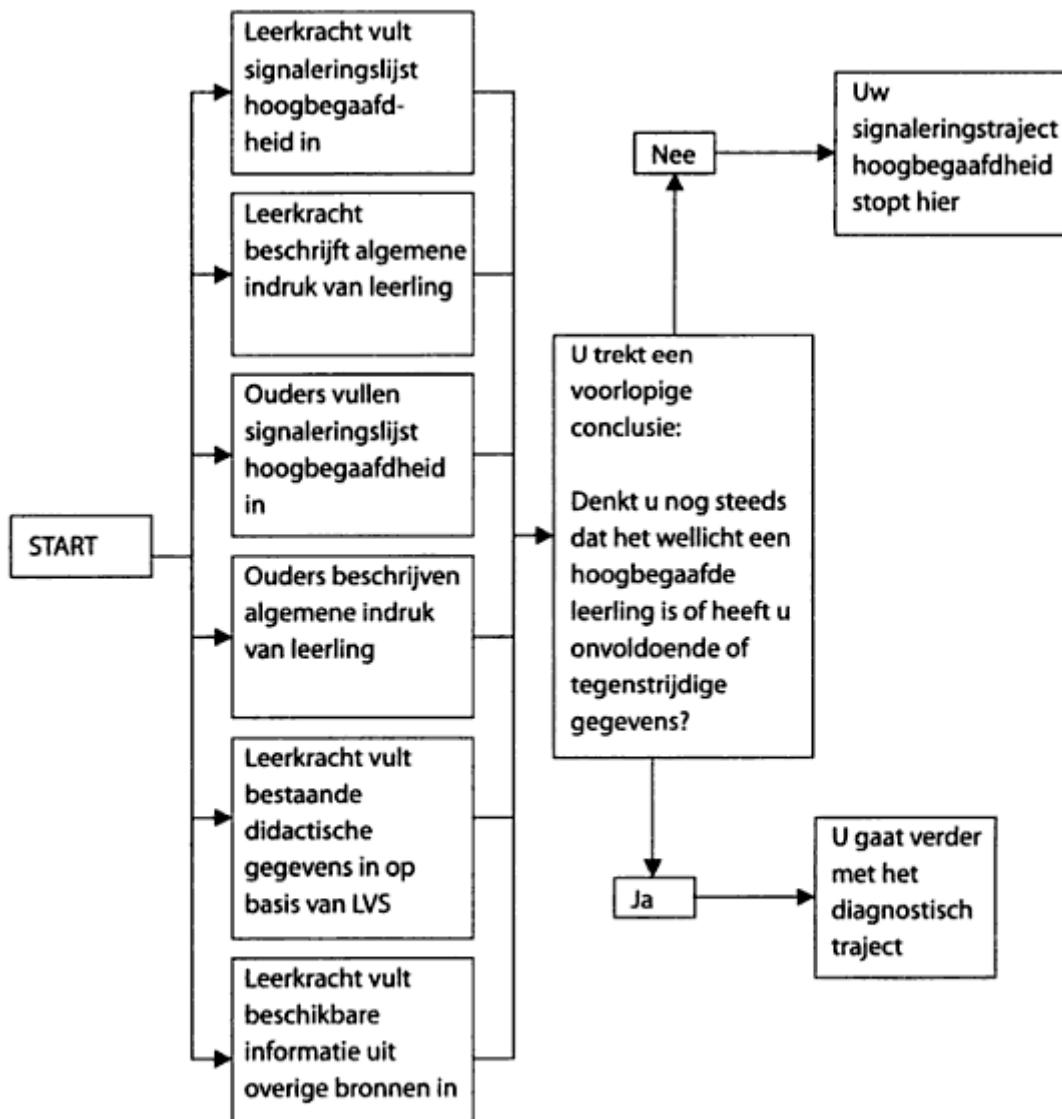 START
Leerkracht vult
signaleringslijst
hoogbegaafd-
heid in
Leerkracht
beschrijft algemene
indruk van leerling
Ouders vullen
signaleringslijst
hoogbegaafdheid
in
Ouders beschrijven
algemene indruk
van leerling
Leerkracht vult
bestaande
didactische
gegevens in op
basis van LVS
Leerkracht vult
beschikbare
informatie uit
overige bronnen in
U trekt een
voorlopige
conclusie:
Denkt u nog steeds
dat het wellicht een
hoogbegaafde
leerling is of heeft u
onvoldoende of
tegenstrijdige
gegevens?
Nee
Uw
signaleringstraject
hoogbegaafdheid
stopt hier
Ja
U gaat verder
met het
diagnostisch
traject